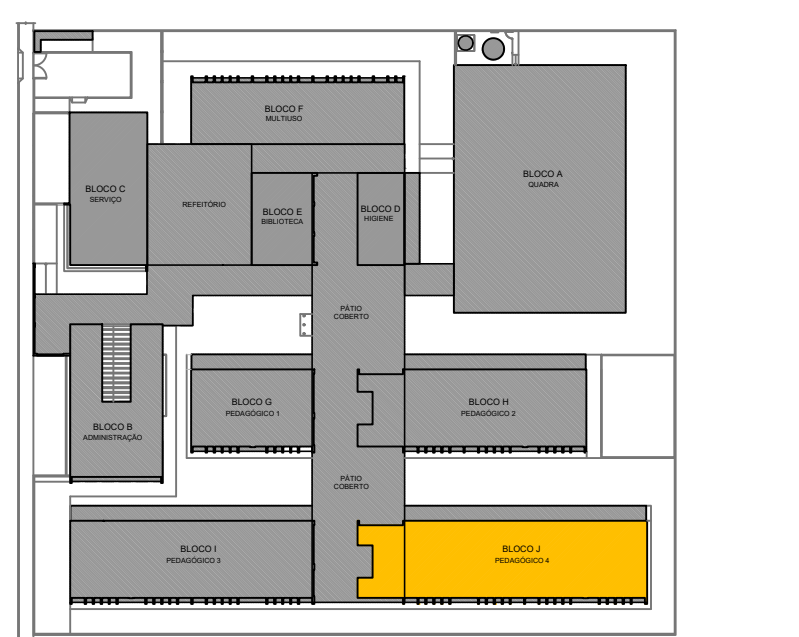 BLOCO F
MULTIUSO
BLOCO A
QUADRA
BLOCO C
SERVIÇO
REFEITÓRIO
BLOCO E
BIBLIOTECA
BLOCO D
HIGIENE
PÁTIO
COBERTO
BLOCO G
PEDAGÓGICO 1
BLOCO H
PEDAGÓGICO 2
BLOCO B
ADMINISTRAÇÃO
PÁTIO
COBERTO
BLOCO I
PEDAGÓGICO 3
BLOCO J
PEDAGÓGICO 4